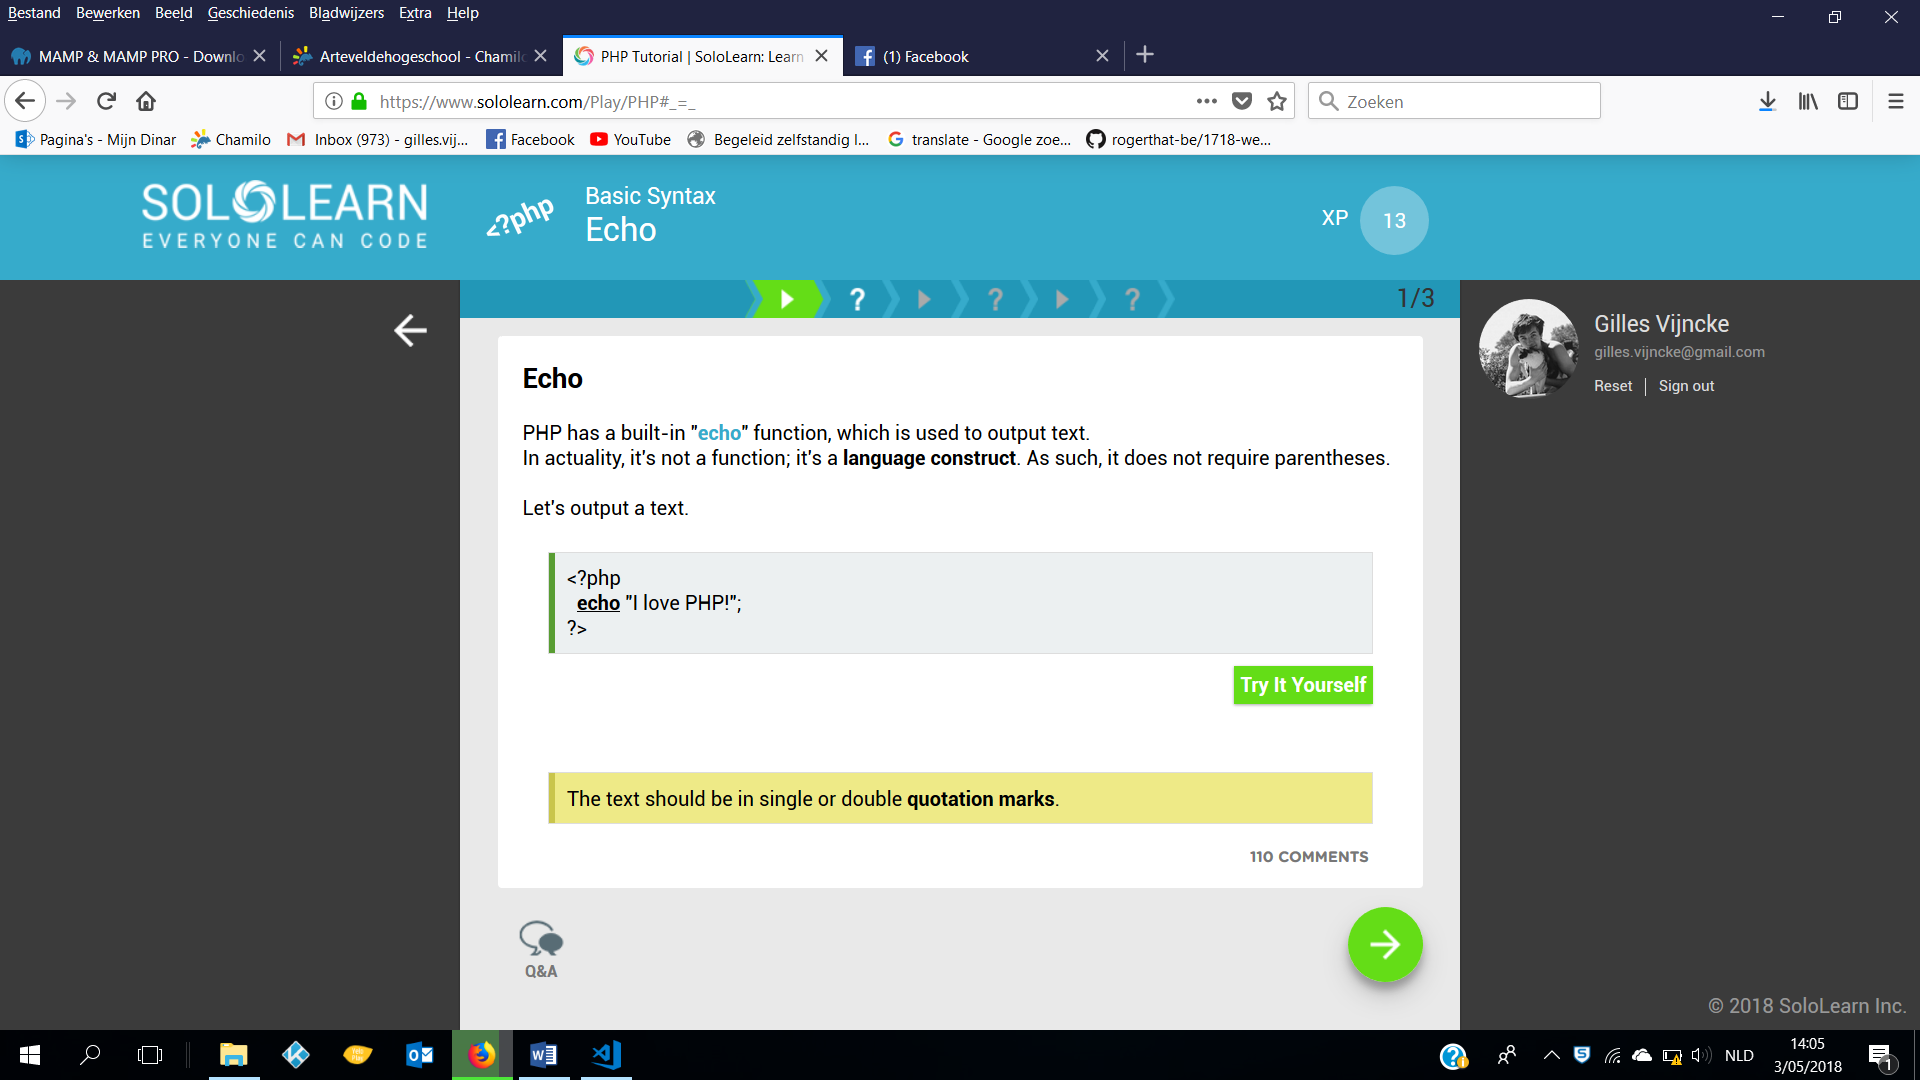 Bestand Bewerken Beeld Geschiedenis Bladwijzers Extra Help
MAMP & MAMP PRO - Downlo
Arteveldehogeschool - Chamilo
PHP Tutorial | SoloLearn: Learn
(1) Facebook
https://www.sololearn.com/Play/PHP#_=_
Zoeken
Pagina's - Mijn Dinar
Chamilo
Inbox (973) - gilles.vij...
Facebook
YouTube
Begeleid zelfstandig l...
translate - Google zoe...
rogerthat-be/1718-we...
SOLOLEARN
EVERYONE CAN CODE
<?php
Basic Syntax
Echo
XP 13
? ? ?
1/3
Gilles Vijncke
gilles.vijncke@gmail.com
Reset | Sign out
Echo
PHP has a built-in "echo" function, which is used to output text.
In actuality, it's not a function; it's a language construct. As such, it does not require parentheses.
Let's output a text.
<?php
echo "I love PHP!";
?>
Try It Yourself
The text should be in single or double quotation marks.
110 COMMENTS
Q&A
© 2018 SoloLearn Inc.
NLD
14:05
3/05/2018
1